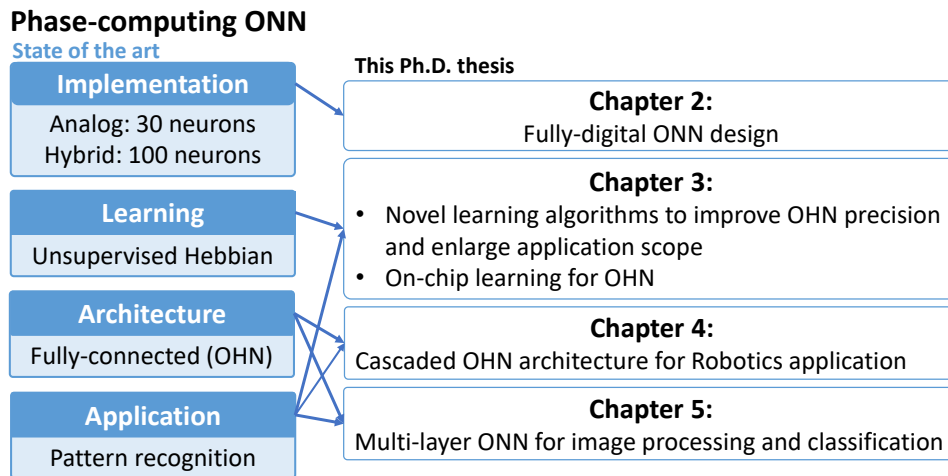 Phase-computing ONN
State of the art
Implementation
Analog: 30 neurons
Hybrid: 100 neurons
Learning
Unsupervised Hebbian
Architecture
Fully-connected (OHN)
Application
Pattern recognition
This Ph.D. thesis
Chapter 2:
Fully-digital ONN design
Chapter 3:
• Novel learning algorithms to improve OHN precision
and enlarge application scope
• On-chip learning for OHN
Chapter 4:
Cascaded OHN architecture for Robotics application
Chapter 5:
Multi-layer ONN for image processing and classification